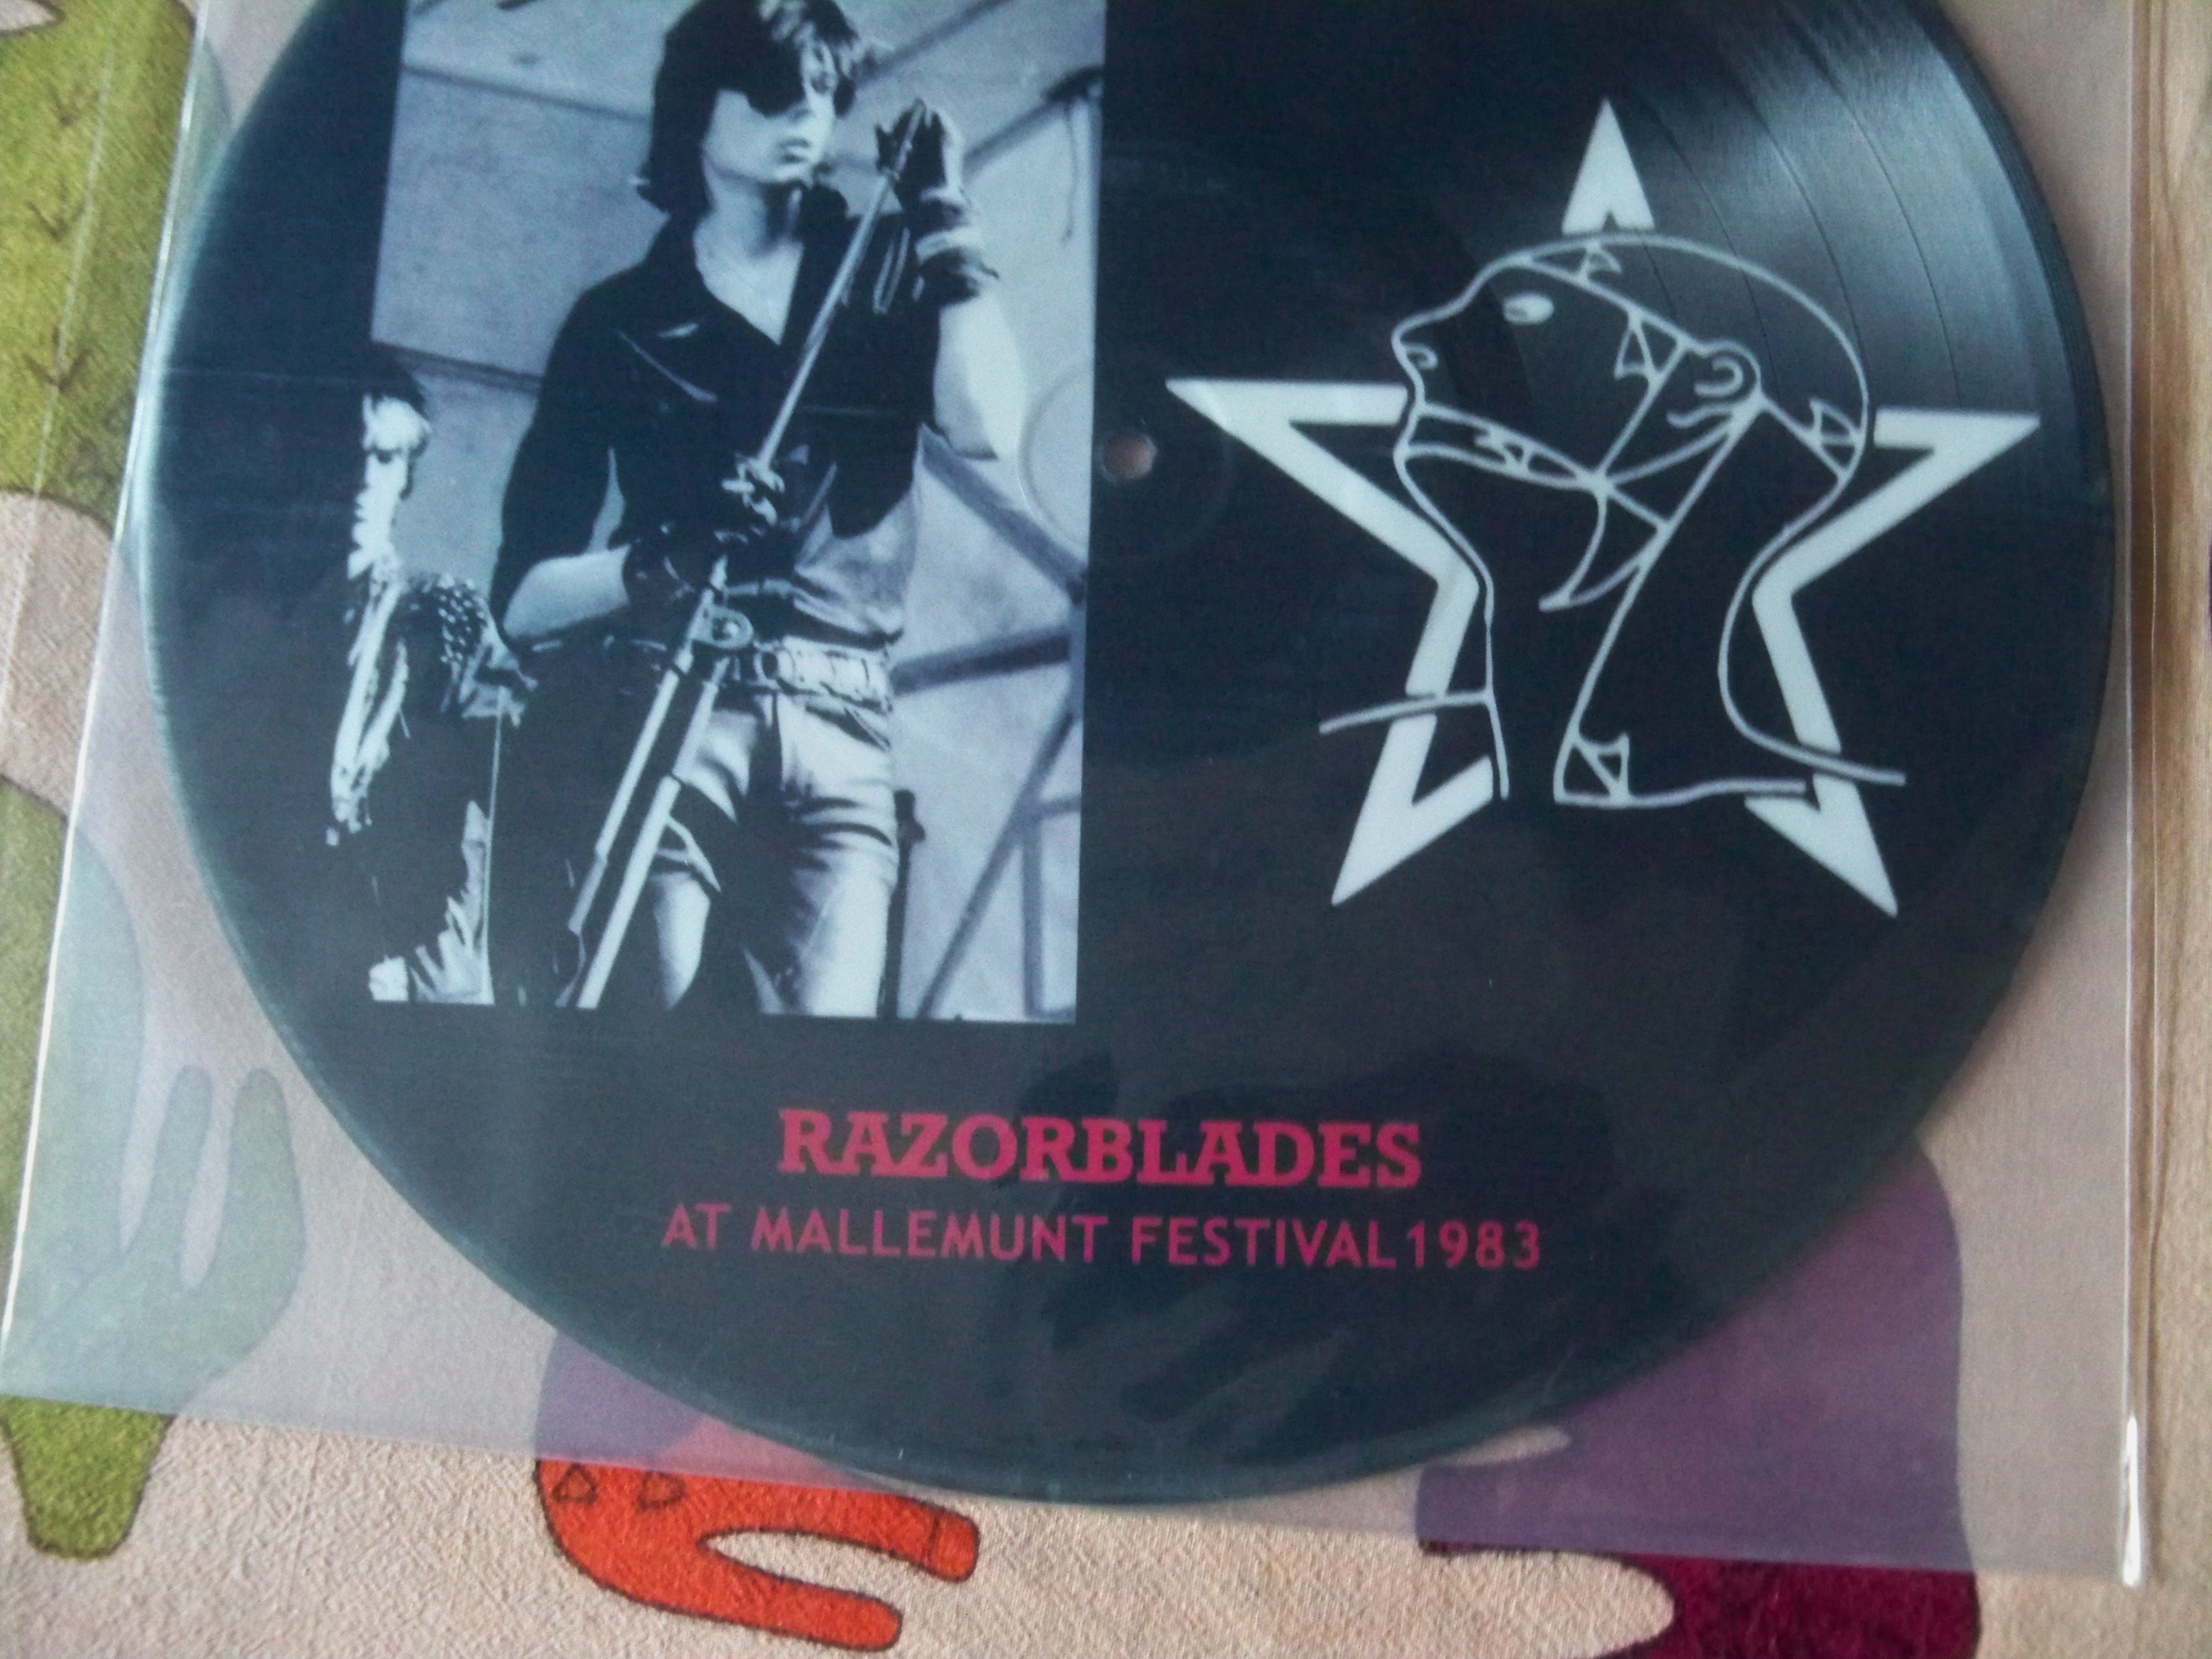 RAZORBLADES
AT MALLEMUNT FESTIVAL 1983